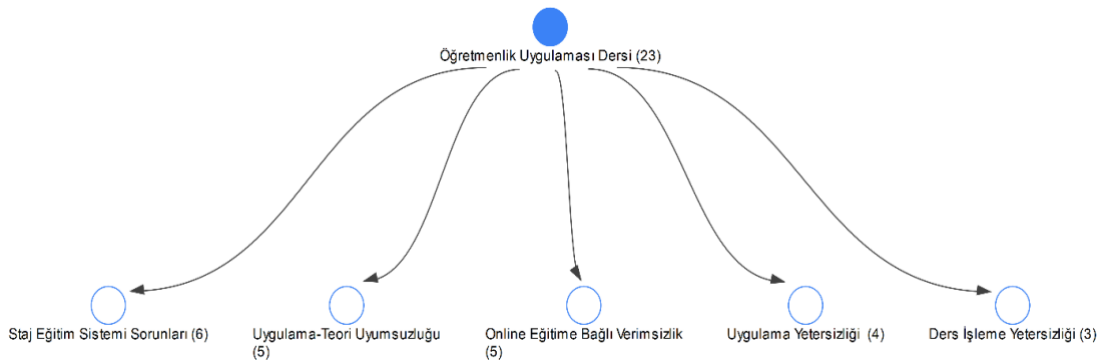 Öğretmenlik Uygulaması Dersi (23)
Staj Eğitim Sistemi Sorunları (6)
Uygulama-Teori Uyumsuzluğu
(5)
Online Eğitime Bağlı Verimsizlik
(5)
Uygulama Yetersizliği (4)
Ders İşleme Yetersizliği (3)